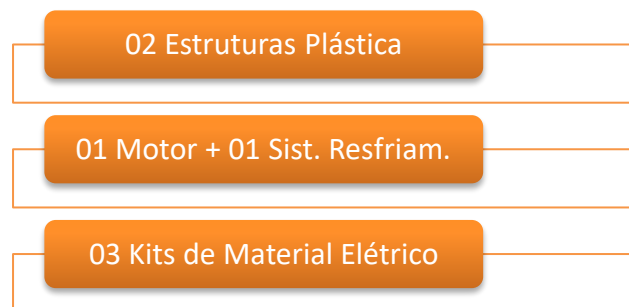 02 Estruturas Plástica
01 Motor + 01 Sist. Resfriam.
03 Kits de Material Elétrico